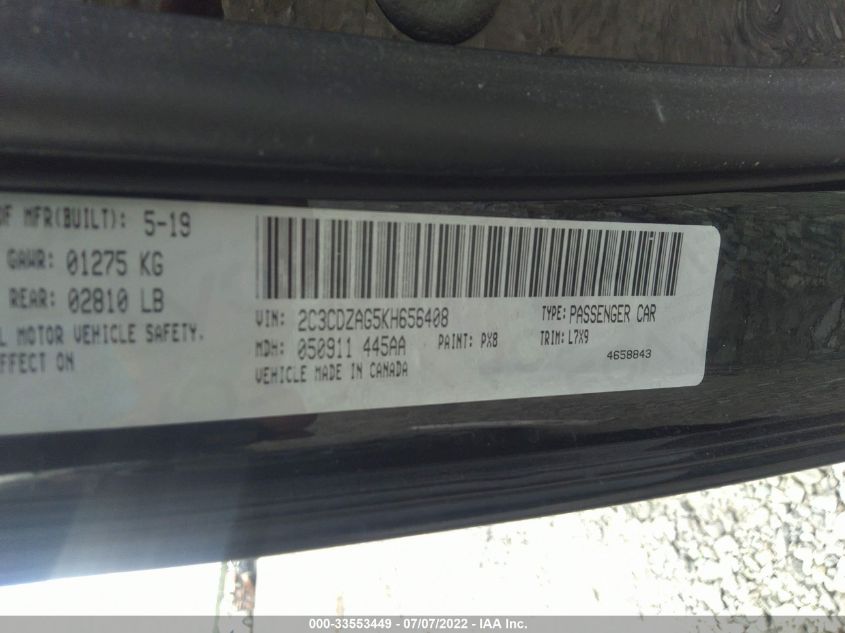 OF MFR(BUILT): 5-19
GAWR: 01275 KG
REAR: 02810 LB
MOTOR VEHICLE SAFETY.
EFFECT ON
VIN: 2C3CDZAG5KH656408
TYPE: PASSENGER CAR
MDH: 050911 445AA
PAINT: PX8
TRIM: L7X9
VEHICLE MADE IN CANADA
4658843
000-33553449 - 07/07/2022 - IAA Inc.